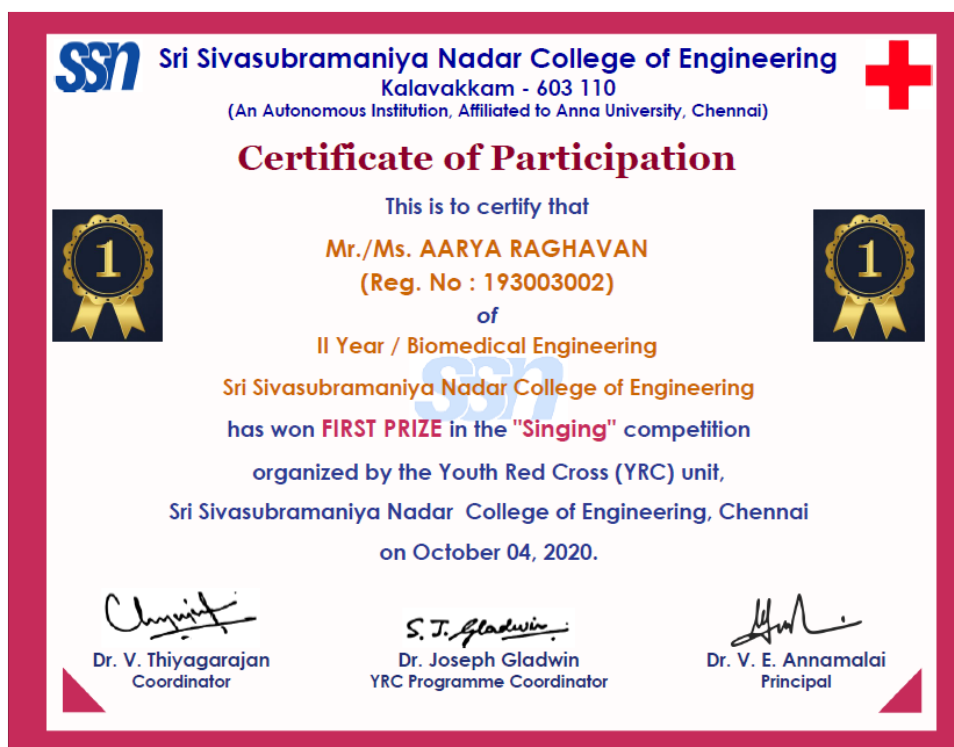 ssn
Sri Sivasubramaniya Nadar College of Engineering
Kalavakkam - 603 110
(An Autonomous Institution, Affiliated to Anna University, Chennai)
Certificate of Participation
This is to certify that
Mr./Ms. AARYA RAGHAVAN
(Reg. No : 193003002)
of
II Year / Biomedical Engineering
Sri Sivasubramaniya Nadar College of Engineering
ssn
has won FIRST PRIZE in the "Singing" competition
organized by the Youth Red Cross (YRC) unit,
Sri Sivasubramaniya Nadar College of Engineering, Chennai
on October 04, 2020.
1
1
S. J. Gladwin
Dr. V. Thiyagarajan
Coordinator
Dr. Joseph Gladwin
YRC Programme Coordinator
Dr. V. E. Annamalai
Principal